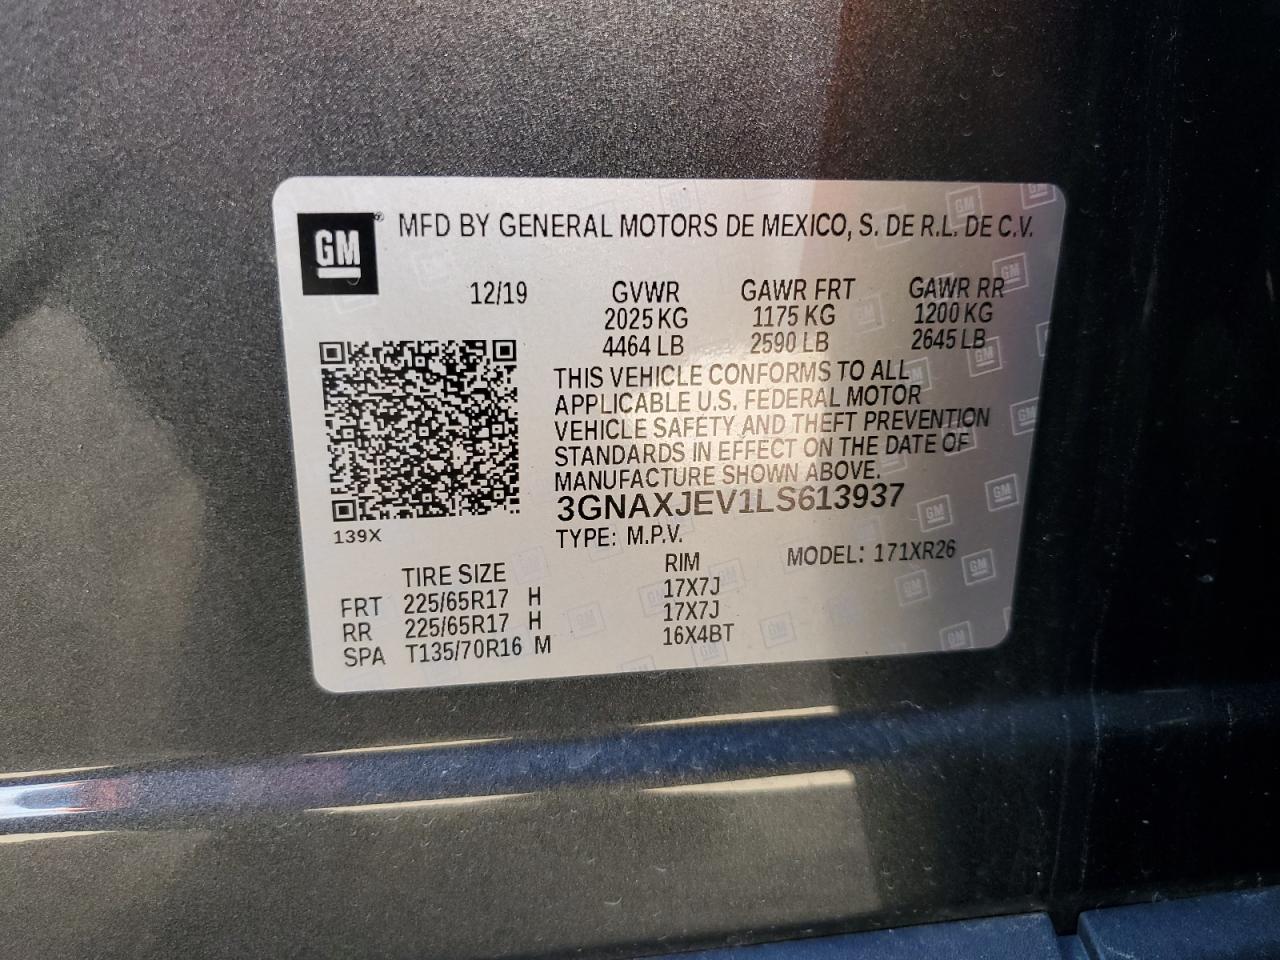 GM® MFD BY GENERAL MOTORS DE MEXICO, S. DE R.L. DE C.V.
12/19 GVWR GAWR FRT GAWR RR
2025 KG 1175 KG 1200 KG
4464 LB 2590 LB 2645 LB
THIS VEHICLE CONFORMS TO ALL
APPLICABLE U.S. FEDERAL MOTOR
VEHICLE SAFETY AND THEFT PREVENTION
STANDARDS IN EFFECT ON THE DATE OF
MANUFACTURE SHOWN ABOVE.
3GNAXJEV1LS613937
139X
TYPE: M.P.V.
MODEL: 171XR26
TIRE SIZE RIM
FRT 225/65R17 H 17X7J
RR 225/65R17 H 17X7J
SPA T135/70R16 M 16X4BT